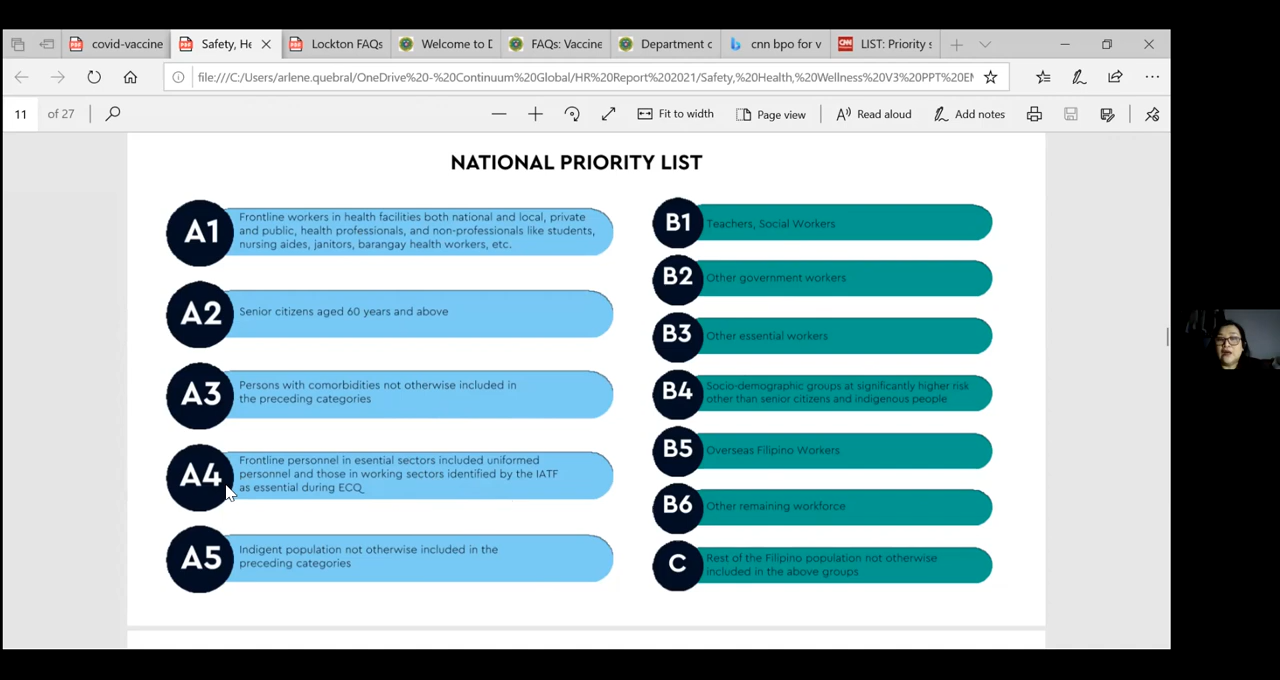 covid-vaccine
Safety, He
Lockton FAQs
Welcome to D
FAQs: Vaccine
Department c
cnn bpo for v
LIST: Priority s
file:///C:/Users/arlene.quebral/OneDrive%20-%20Continuum%20Global/HR%20Report%202021/Safety,%20Health,%20Wellness%20V3%20PPT%20EN
11 of 27
Fit to width
Page view
Read aloud
Add notes
NATIONAL PRIORITY LIST
A1
Frontline workers in health facilities both national and local, private
and public, health professionals, and non-professionals like students,
nursing aides, janitors, barangay health workers, etc.
A2
Senior citizens aged 60 years and above
A3
Persons with comorbidities not otherwise included in
the preceding categories
A4
Frontline personnel in esential sectors included uniformed
personnel and those in working sectors identified by the IATF
as essential during ECQ
A5
Indigent population not otherwise included in the
preceding categories
B1
Teachers, Social Workers
B2
Other government workers
B3
Other essential workers
B4
Socio-demographic groups at significantly higher risk
other than senior citizens and indigenous people
B5
Overseas Filipino Workers
B6
Other remaining workforce
C
Rest of the Filipino population not otherwise
included in the above groups